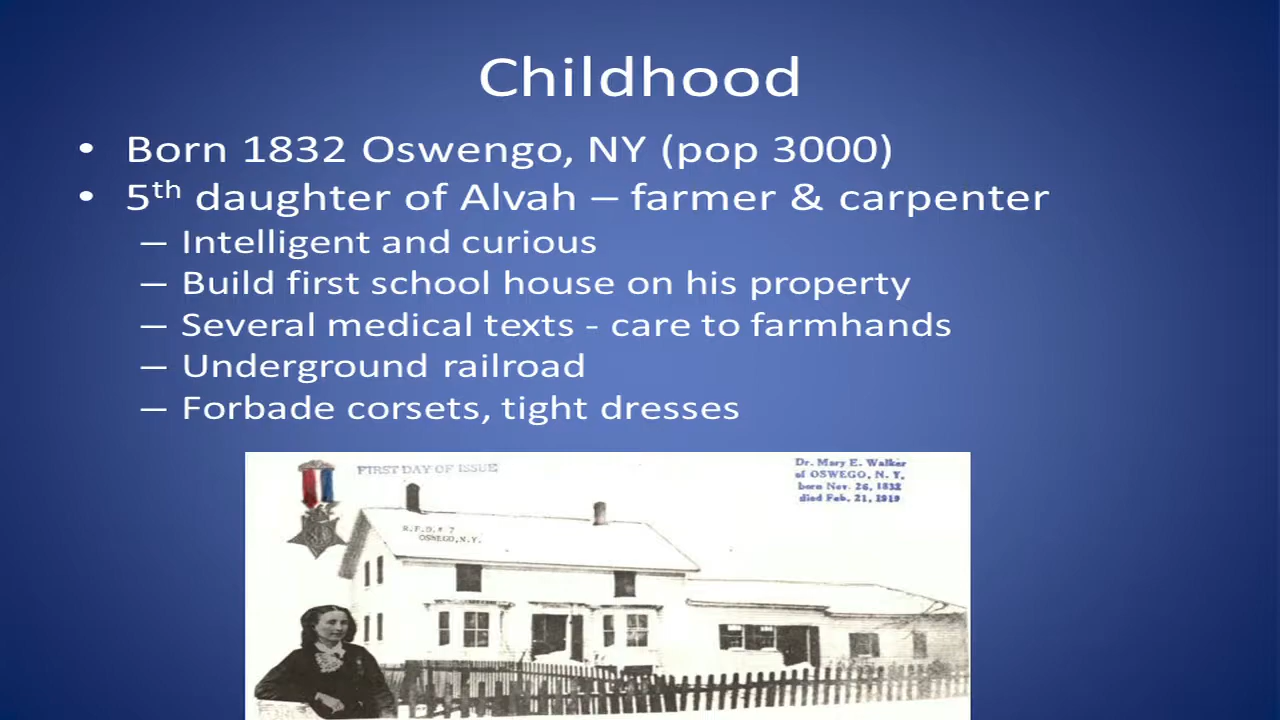 Childhood
• Born 1832 Oswengo, NY (pop 3000)
• 5th daughter of Alvah – farmer & carpenter
– Intelligent and curious
– Build first school house on his property
– Several medical texts - care to farmhands
– Underground railroad
– Forbade corsets, tight dresses
FIRST DAY OF ISSUE
Dr. Mary E. Walker
of OSWEGO, N. Y.
born Nov. 26, 1832
died Feb. 21, 1919
R.F.D.# 7
OSWEGO,N.Y.